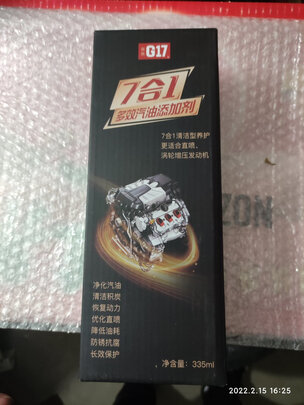 G17
7合1
多效汽油添加剂
7合1清洁型养护
更适合直喷、
涡轮增压发动机
净化汽油
清洁积炭
恢复动力
优化直喷
降低油耗
防锈抗腐
长效保护
净含量：335ml
ZON
2022.2.15 16:25